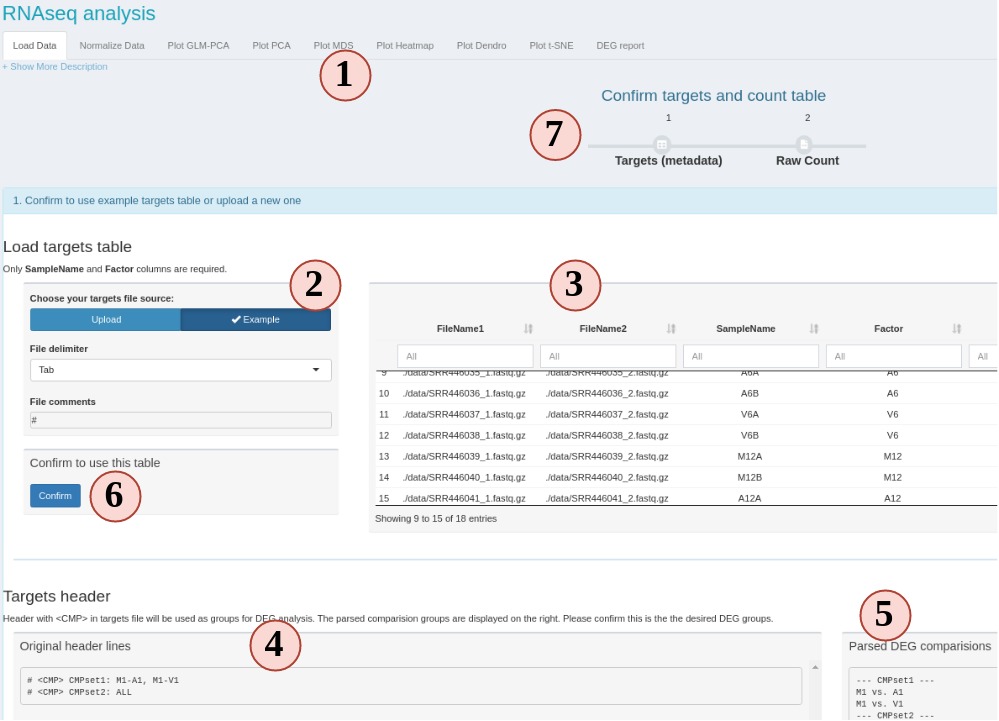 RNAseq analysis
Load Data Normalize Data Plot GLM-PCA Plot PCA Plot MDS Plot Heatmap Plot Dendro Plot t-SNE DEG report
+ Show More Description
1
Confirm targets and count table
7
1 2
Targets (metadata) Raw Count
1. Confirm to use example targets table or upload a new one
Load targets table
Only SampleName and Factor columns are required.
2
3
Choose your targets file source:
Upload Example
File delimiter
Tab
File comments
#
Confirm to use this table
Confirm
6
FileName1 FileName2 SampleName Factor
All All All All All
9 ./data/SRR446035_1.fastq.gz ./data/SRR446035_2.fastq.gz A6A A6
10 ./data/SRR446036_1.fastq.gz ./data/SRR446036_2.fastq.gz A6B A6
11 ./data/SRR446037_1.fastq.gz ./data/SRR446037_2.fastq.gz V6A V6
12 ./data/SRR446038_1.fastq.gz ./data/SRR446038_2.fastq.gz V6B V6
13 ./data/SRR446039_1.fastq.gz ./data/SRR446039_2.fastq.gz M12A M12
14 ./data/SRR446040_1.fastq.gz ./data/SRR446040_2.fastq.gz M12B M12
15 ./data/SRR446041_1.fastq.gz ./data/SRR446041_2.fastq.gz A12A A12
Showing 9 to 15 of 18 entries
Targets header
Header with <CMP> in targets file will be used as groups for DEG analysis. The parsed comparision groups are displayed on the right. Please confirm this is the the desired DEG groups.
4
5
Original header lines
# <CMP> CMPset1: M1-A1, M1-V1
# <CMP> CMPset2: ALL
Parsed DEG comparisions
--- CMPset1 ---
M1 vs. A1
M1 vs. V1
--- CMPset2 ---